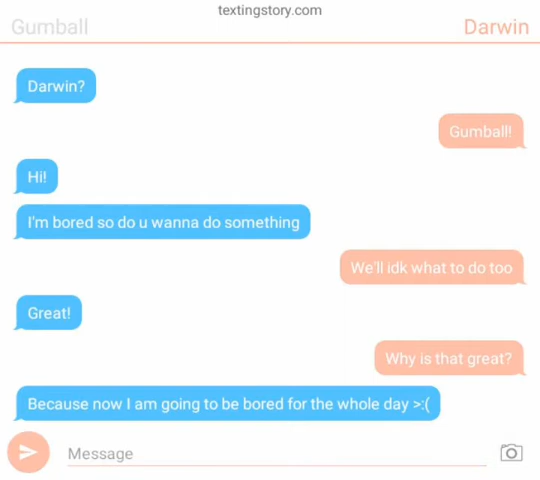 textingstory.com
Gumball
Darwin
Darwin?
Gumball!
Hi!
I'm bored so do u wanna do something
We'll idk what to do too
Great!
Why is that great?
Because now I am going to be bored for the whole day >:(
Message